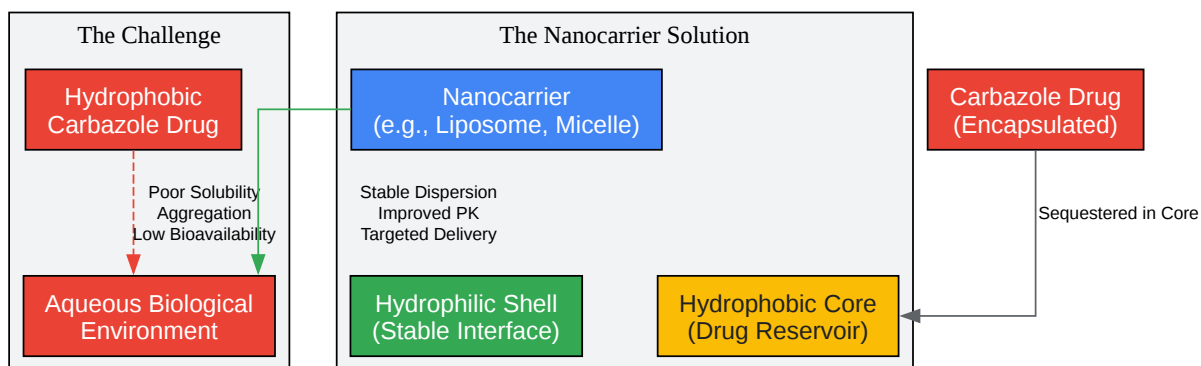 The Challenge
Hydrophobic
Carbazole Drug
Poor Solubility
Aggregation
Low Bioavailability
Aqueous Biological
Environment
The Nanocarrier Solution
Nanocarrier
(e.g., Liposome, Micelle)
Stable Dispersion
Improved PK
Targeted Delivery
Hydrophilic Shell
(Stable Interface)
Hydrophobic Core
(Drug Reservoir)
Carbazole Drug
(Encapsulated)
Sequestered in Core